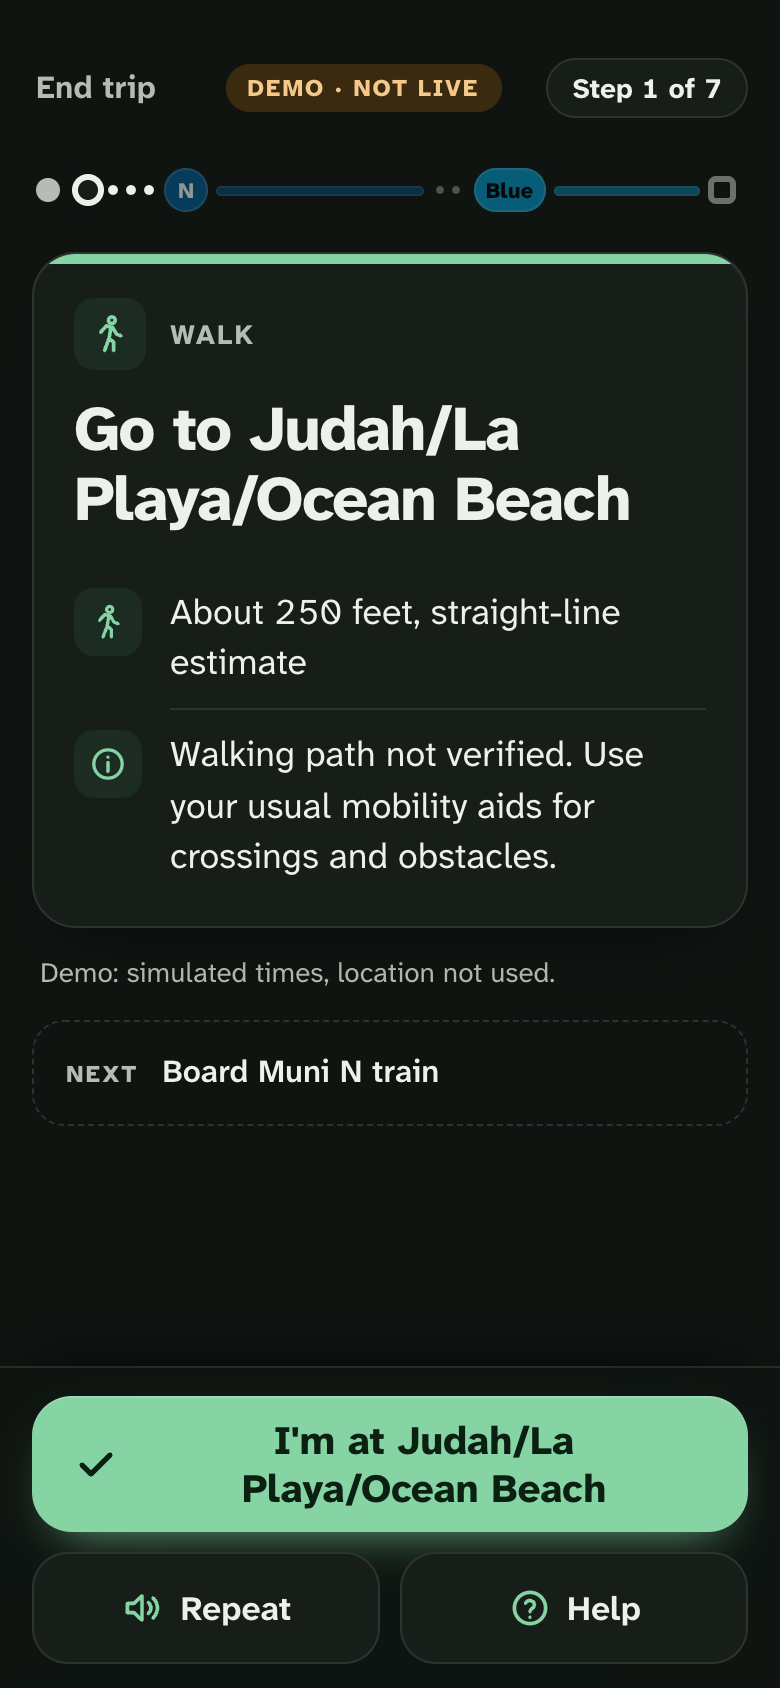 End trip
DEMO · NOT LIVE
Step 1 of 7
N
Blue
WALK
Go to Judah/La
Playa/Ocean Beach
About 250 feet, straight-line
estimate
Walking path not verified. Use
your usual mobility aids for
crossings and obstacles.
Demo: simulated times, location not used.
NEXT Board Muni N train
I'm at Judah/La
Playa/Ocean Beach
Repeat
Help